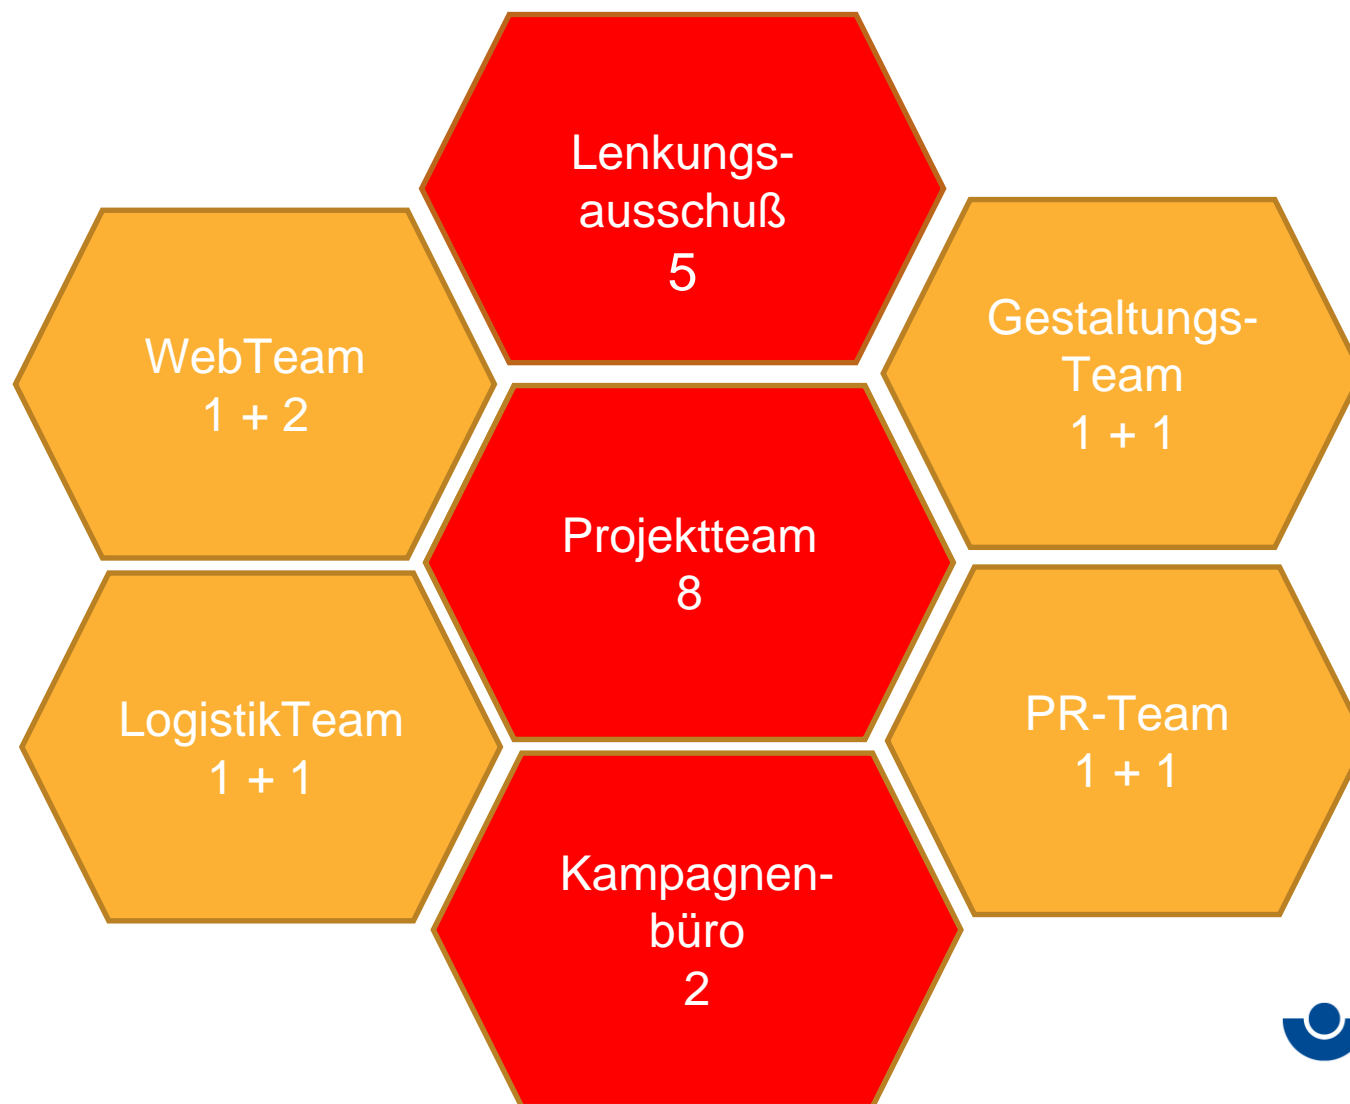 Lenkungs-
ausschuß
5
WebTeam
1 + 2
Gestaltungs-
Team
1 + 1
Projektteam
8
LogistikTeam
1 + 1
PR-Team
1 + 1
Kampagnen-
büro
2